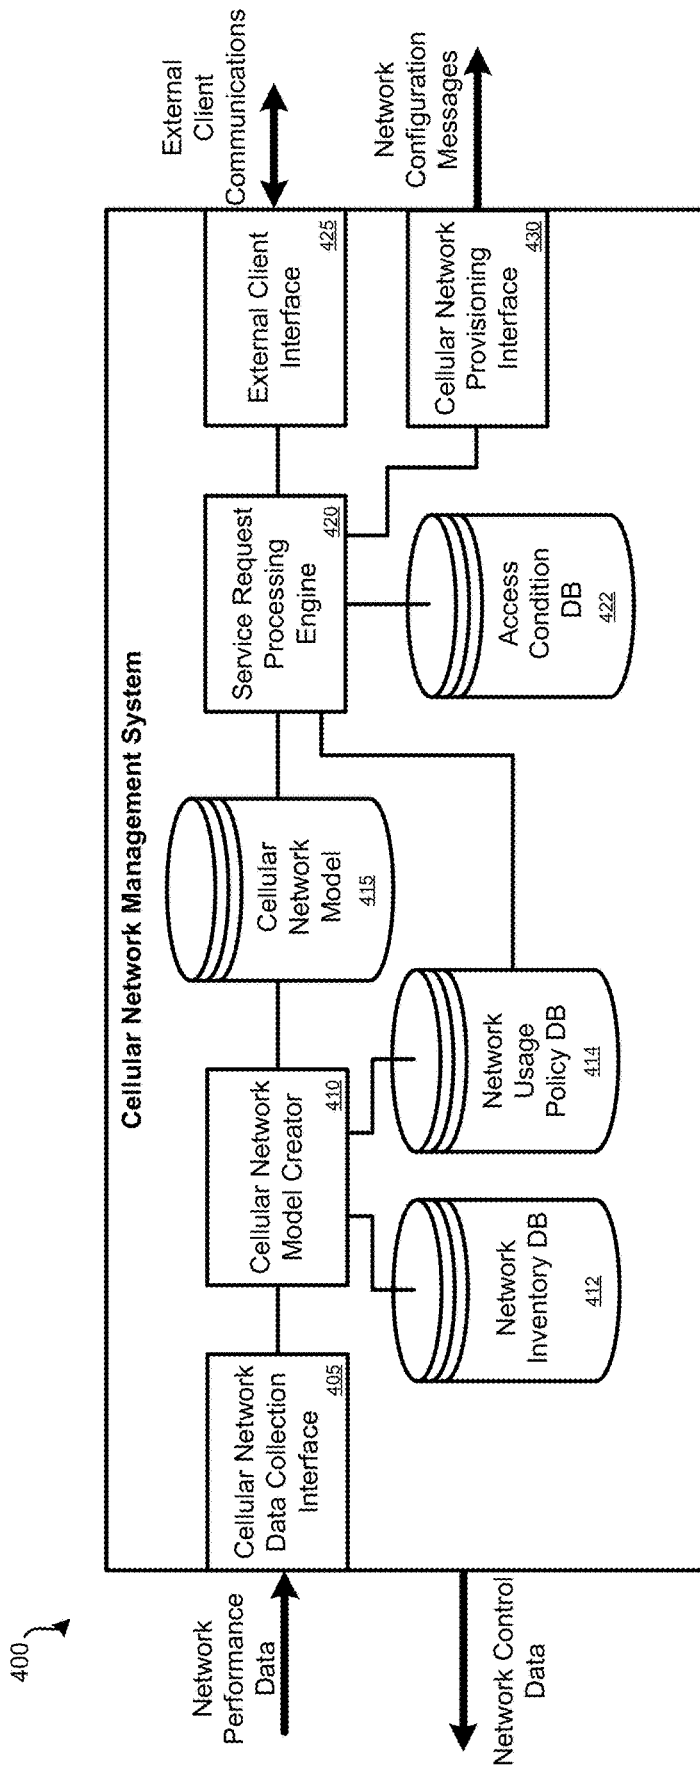 400
Cellular Network Management System
Network
Performance
Data
Network Control
Data
Cellular Network
Data Collection
Interface
405
Cellular Network
Model Creator
410
Network
Inventory DB
412
Network
Usage
Policy DB
414
Cellular
Network
Model
415
Service Request
Processing
Engine
420
Access
Condition
DB
422
External Client
Interface
425
Cellular Network
Provisioning
Interface
430
External
Client
Communications
Network
Configuration
Messages